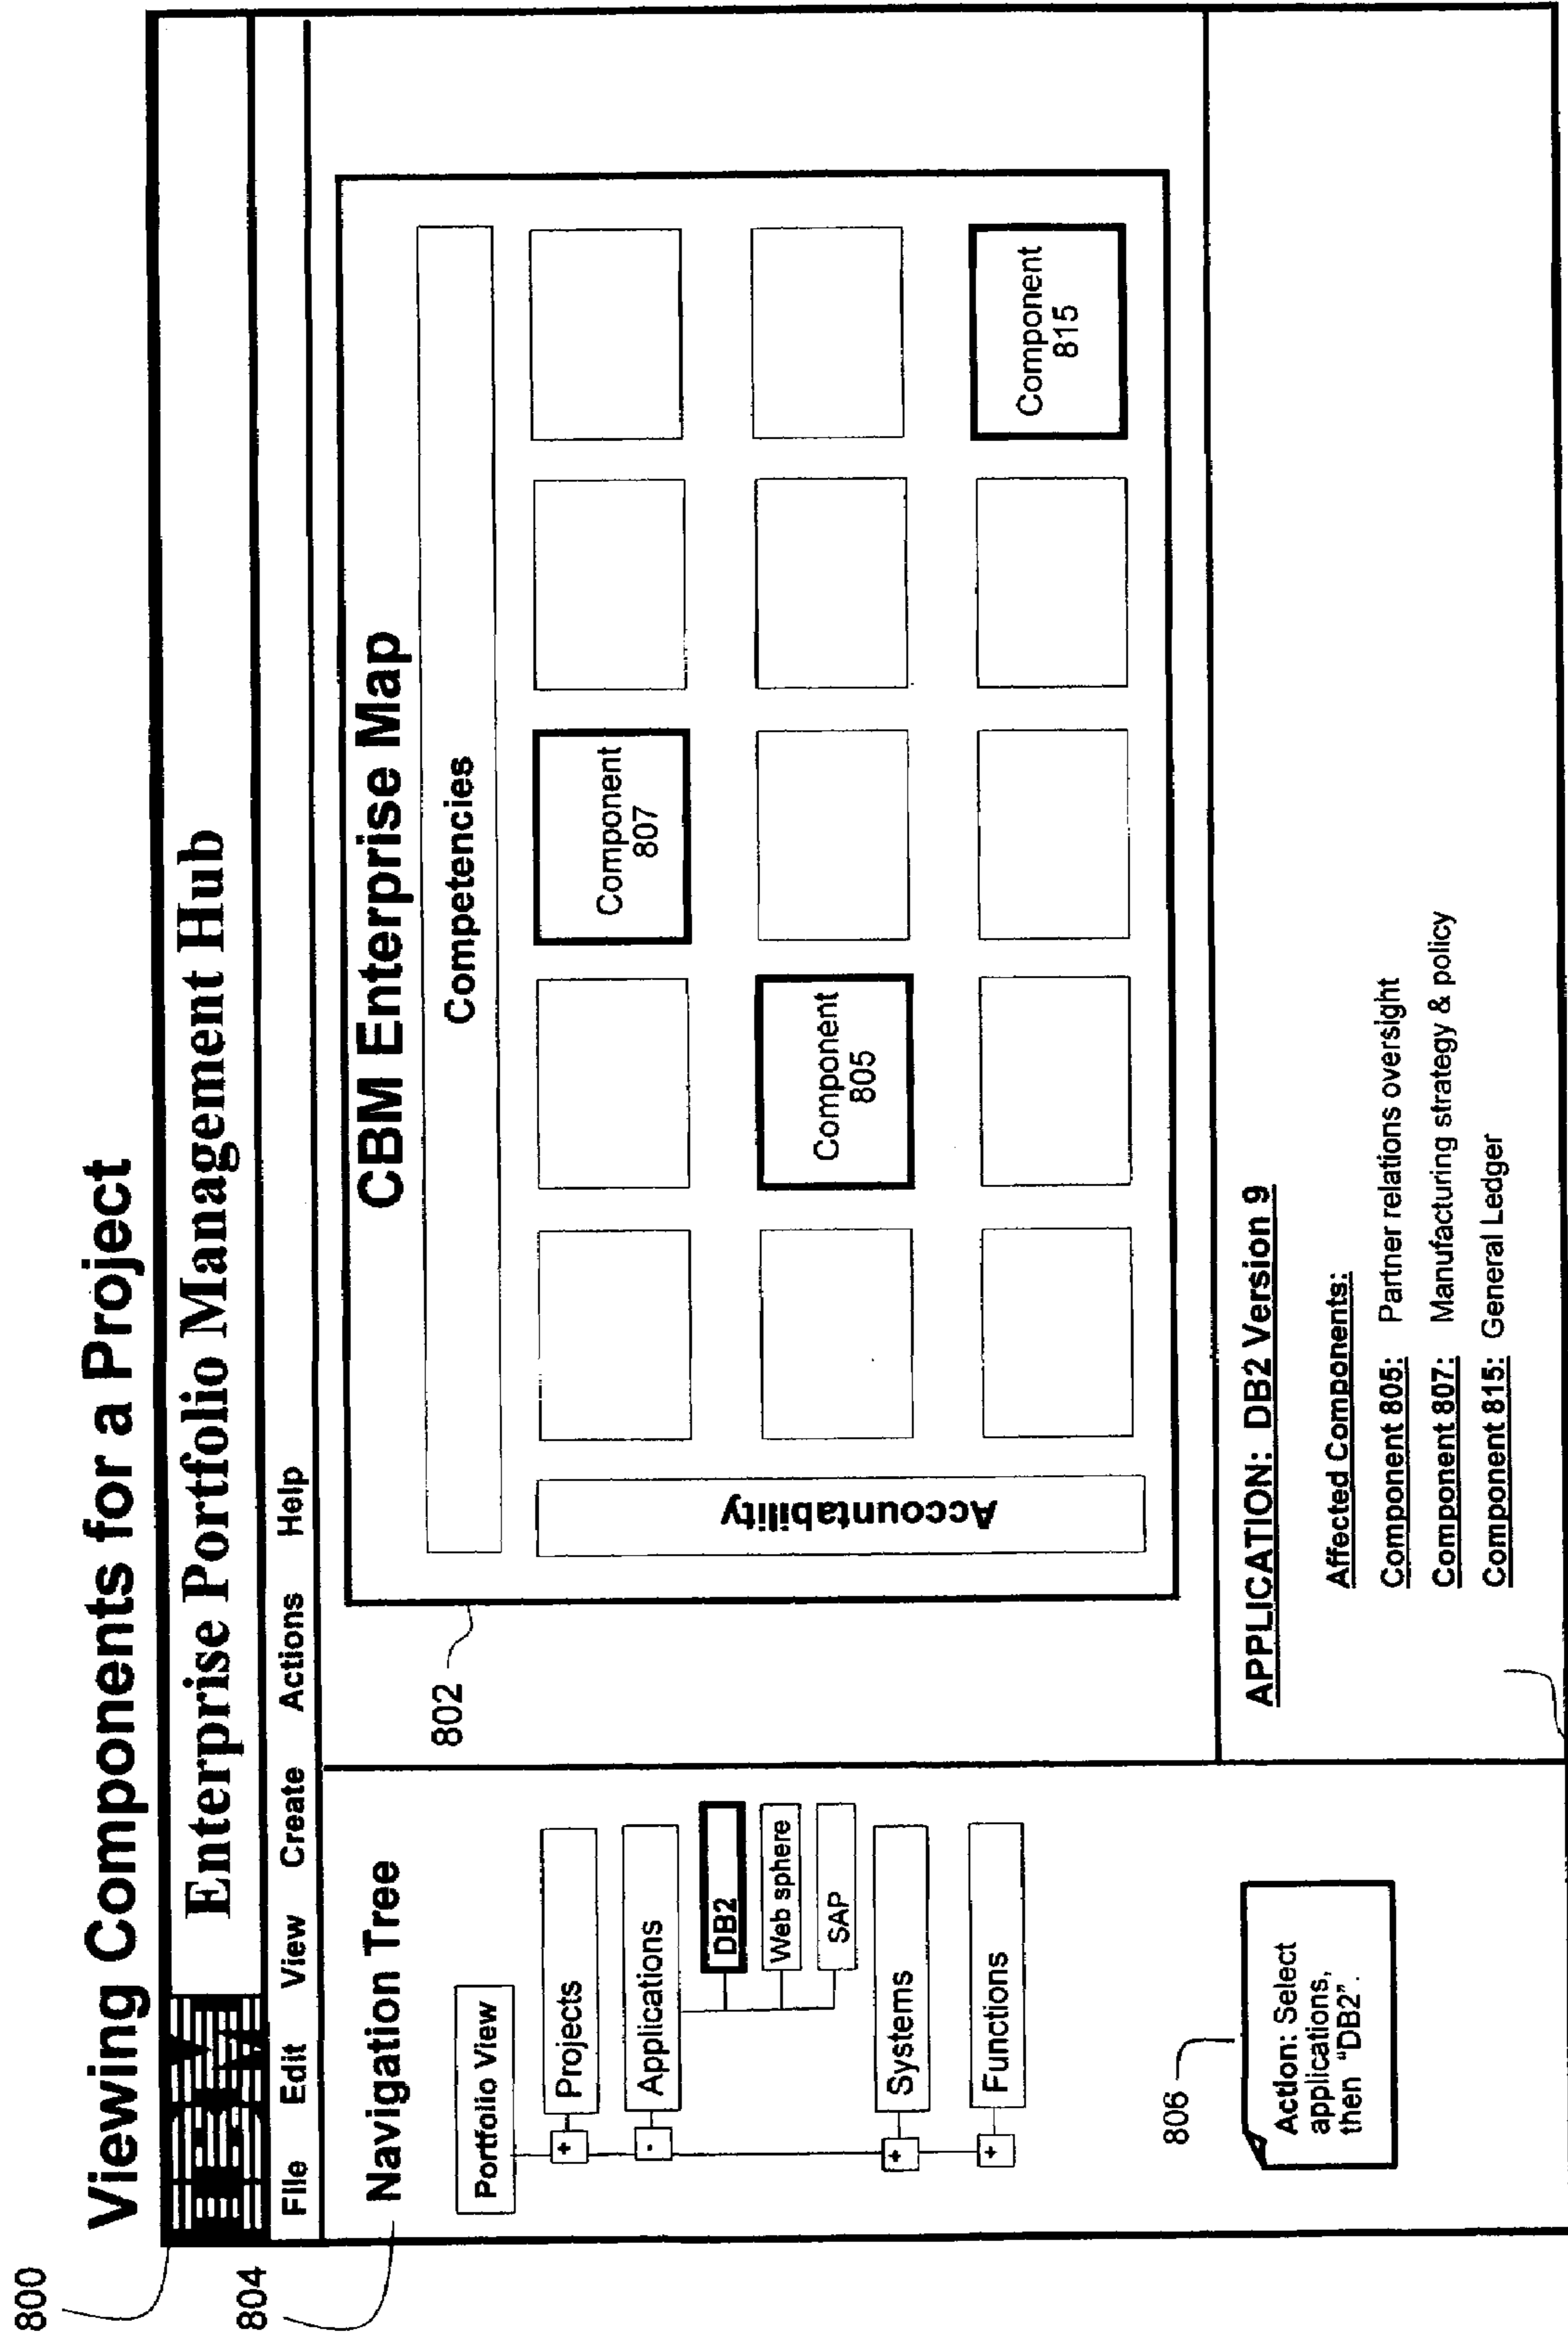 Viewing Components for a Project
800
Enterprise Portfolio Management Hub
File Edit View Create Actions Help
804
Navigation Tree
Portfolio View
+ Projects
- Applications
DB2
Web sphere
SAP
+ Systems
+ Functions
806
Action: Select
applications,
then "DB2".
802
CBM Enterprise Map
Competencies
Accountability
Component
807
Component
805
Component
815
APPLICATION: DB2 Version 9
Affected Components:
Component 805: Partner relations oversight
Component 807: Manufacturing strategy & policy
Component 815: General Ledger